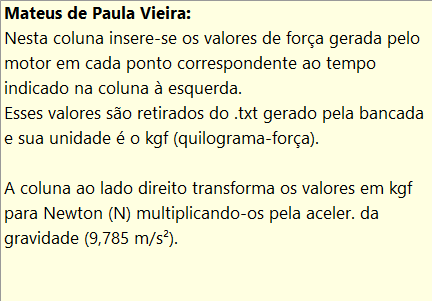 Mateus de Paula Vieira:
Nesta coluna insere-se os valores de força gerada pelo
motor em cada ponto correspondente ao tempo
indicado na coluna à esquerda.
Esses valores são retirados do .txt gerado pela bancada
e sua unidade é o kgf (quilograma-força).

A coluna ao lado direito transforma os valores em kgf
para Newton (N) multiplicando-os pela aceler. da
gravidade (9,785 m/s²).